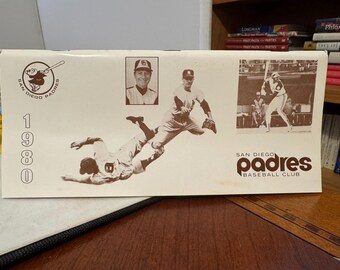 SAN DIEGO PADRES
1980
SAN DIEGO
padres
BASEBALL CLUB